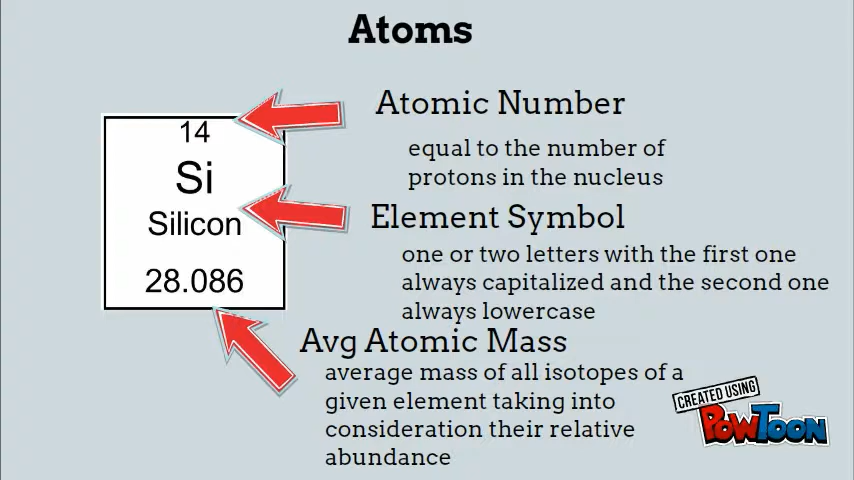 Atoms
14
Si
Silicon
28.086
Atomic Number
equal to the number of
protons in the nucleus
Element Symbol
one or two letters with the first one
always capitalized and the second one
always lowercase
Avg Atomic Mass
average mass of all isotopes of a
given element taking into
consideration their relative
abundance
CREATED USING
POWTOON